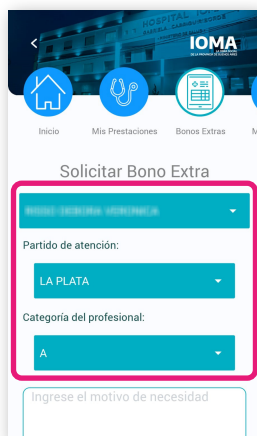 HOSPITAL
IOMA
Inicio
Mis Prestaciones
Bonos Extras
M
Solicitar Bono Extra
Partido de atención:
LA PLATA
Categoría del profesional:
A
Ingrese el motivo de necesidad